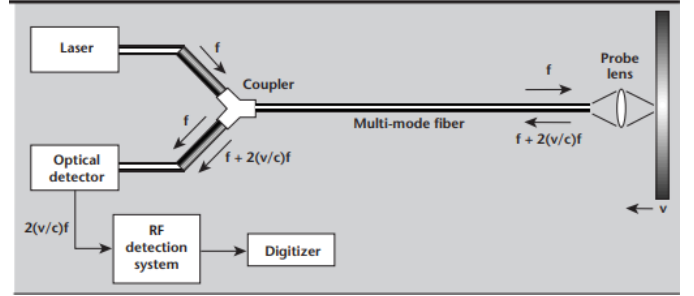 Laser
f
Coupler
f
f + 2(v/c)f
Optical
detector
2(v/c)f
RF
detection
system
Digitizer
Multi-mode fiber
f
f + 2(v/c)f
Probe
lens
v